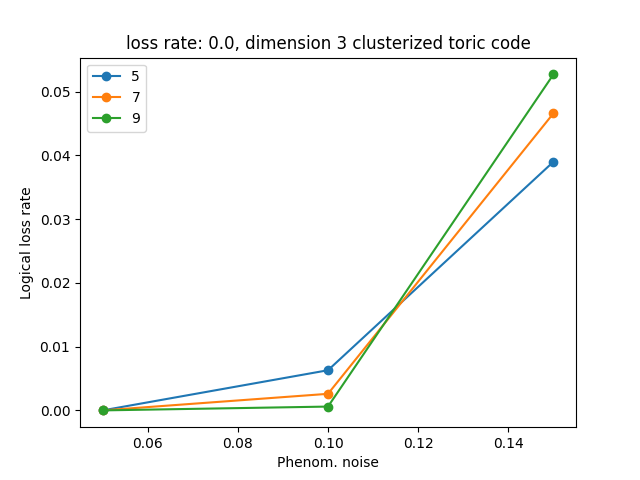 loss rate: 0.0, dimension 3 clusterized toric code
5
7
9
0.05
0.04
0.03
0.02
0.01
0.00
Logical loss rate
0.06 0.08 0.10 0.12 0.14
Phenom. noise